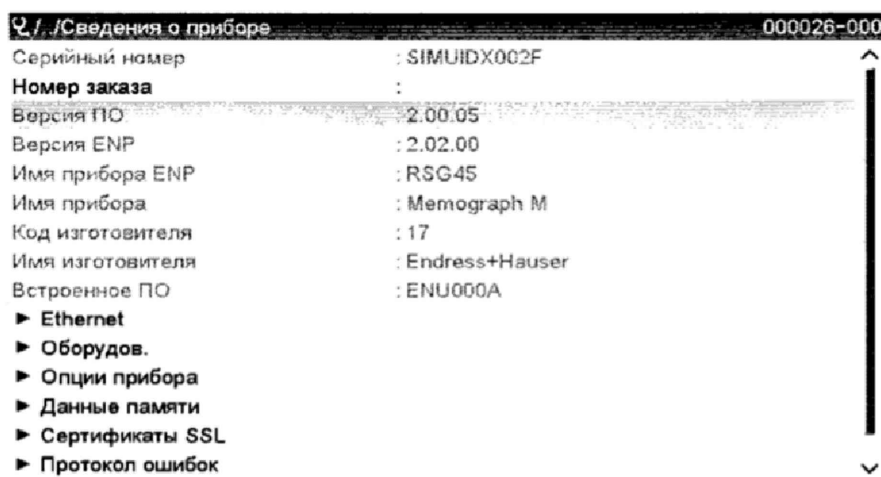 /../Сведения о приборе 000026-000
Серийный номер : SIMUIDX002F
Номер заказа :
Версия ПО : 2.00.05
Версия ENP : 2.02.00
Имя прибора ENP : RSG45
Имя прибора : Memograph M
Код изготовителя : 17
Имя изготовителя : Endress+Hauser
Встроенное ПО : ENU000A
► Ethernet
► Оборудов.
► Опции прибора
► Данные памяти
► Сертификаты SSL
► Протокол ошибок